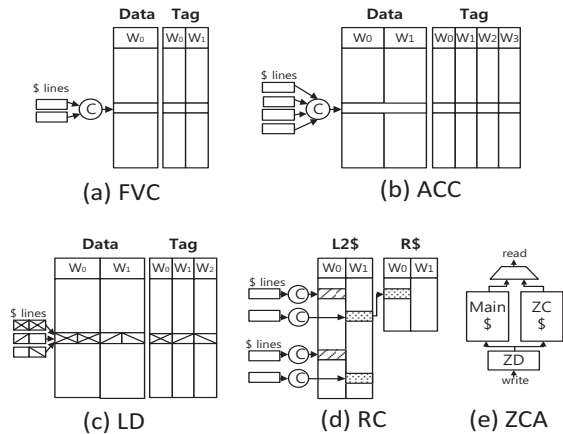 Data Tag
W0 W0 W1
$ lines
C
(a) FVC
Data Tag
W0 W1 W0 W1 W2 W3
$ lines
C
(b) ACC
Data Tag
W0 W1 W0 W1 W2
$ lines
(c) LD
L2$ R$
W0 W1 W0 W1
$ lines
C
C
$ lines
C
C
(d) RC
read
Main $
ZC $
ZD
write
(e) ZCA